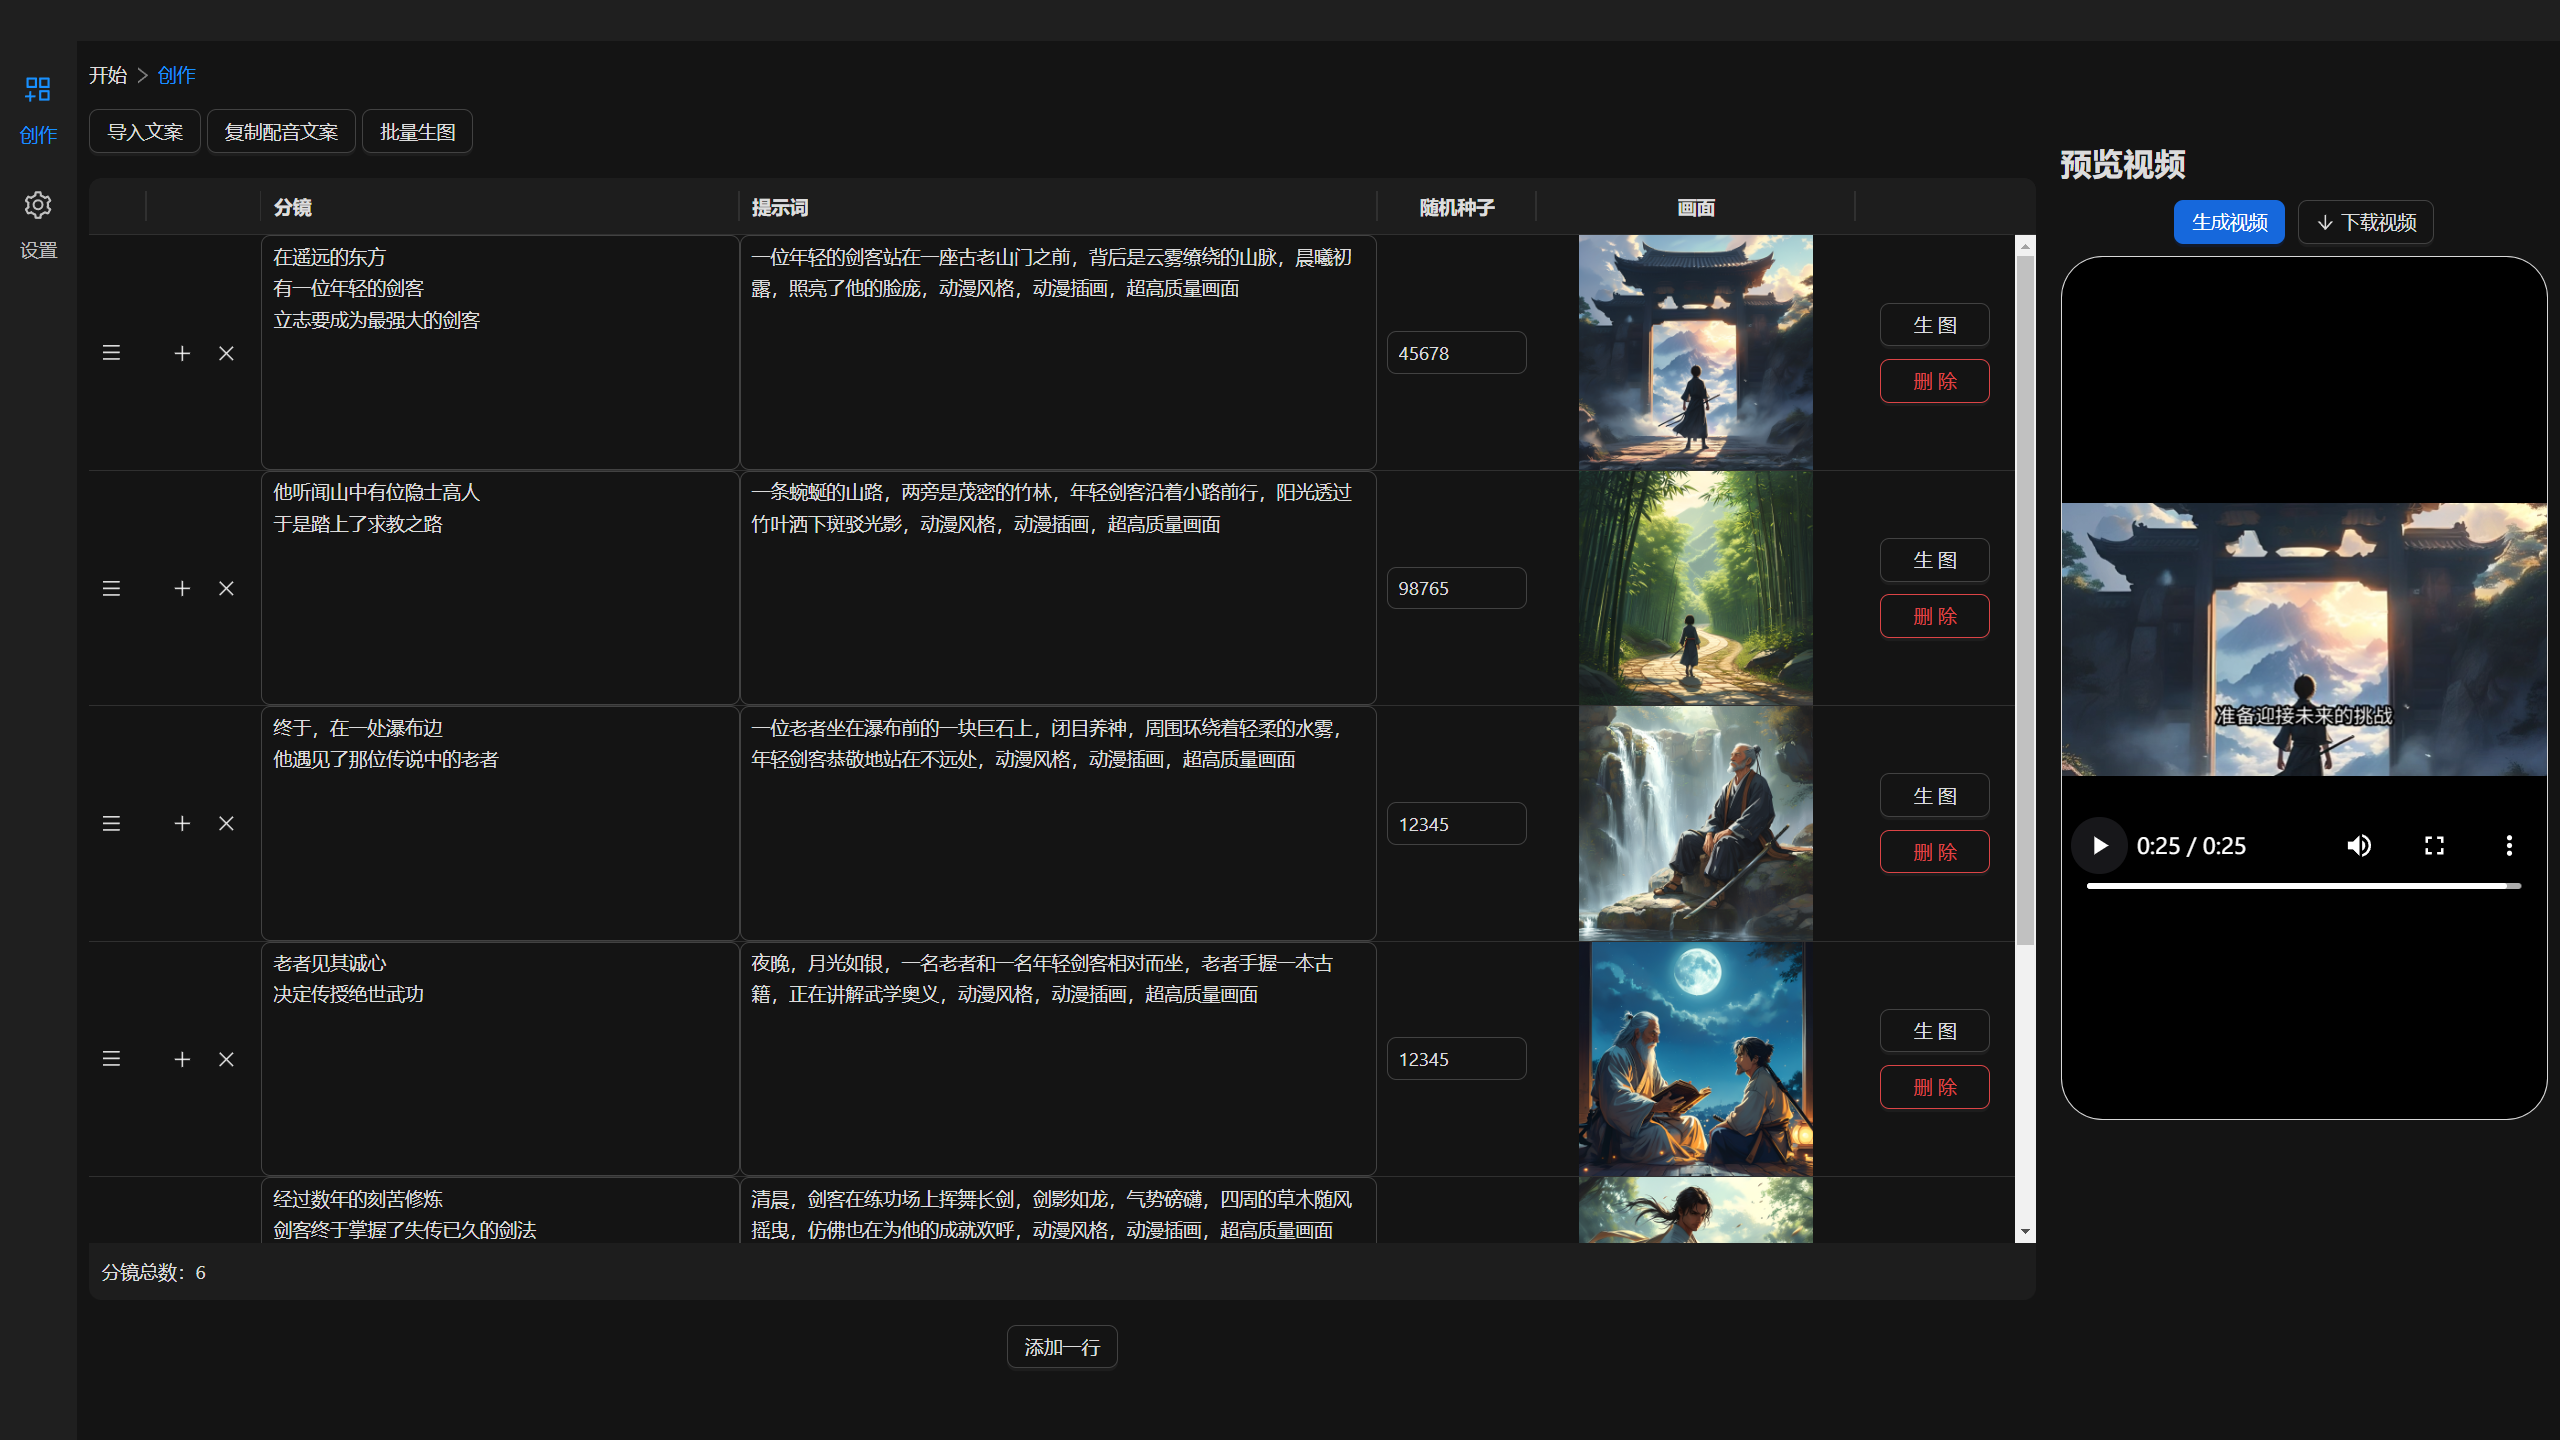 开始 > 创作
创作
设置
导入文案
复制配音文案
批量生图
分镜
提示词
随机种子
画面
在遥远的东方
有一位年轻的剑客
立志要成为最强大的剑客
一位年轻的剑客站在一座古老山门之前，背后是云雾缭绕的山脉，晨曦初
露，照亮了他的脸庞，动漫风格，动漫插画，超高质量画面
45678
生 图
删 除
他听闻山中有位隐士高人
于是踏上了求教之路
一条蜿蜒的山路，两旁是茂密的竹林，年轻剑客沿着小路前行，阳光透过
竹叶洒下斑驳光影，动漫风格，动漫插画，超高质量画面
98765
生 图
删 除
终于，在一处瀑布边
他遇见了那位传说中的老者
一位老者坐在瀑布前的一块巨石上，闭目养神，周围环绕着轻柔的水雾，
年轻剑客恭敬地站在不远处，动漫风格，动漫插画，超高质量画面
12345
生 图
删 除
老者见其诚心
决定传授绝世武功
夜晚，月光如银，一名老者和一名年轻剑客相对而坐，老者手握一本古
籍，正在讲解武学奥义，动漫风格，动漫插画，超高质量画面
12345
生 图
删 除
经过数年的刻苦修炼
剑客终于掌握了失传已久的剑法
清晨，剑客在练功场上挥舞长剑，剑影如龙，气势磅礴，四周的草木随风
摇曳，仿佛也在为他的成就欢呼，动漫风格，动漫插画，超高质量画面
分镜总数：6
添加一行
预览视频
生成视频
下载视频
准备迎接未来的挑战
0:25 / 0:25